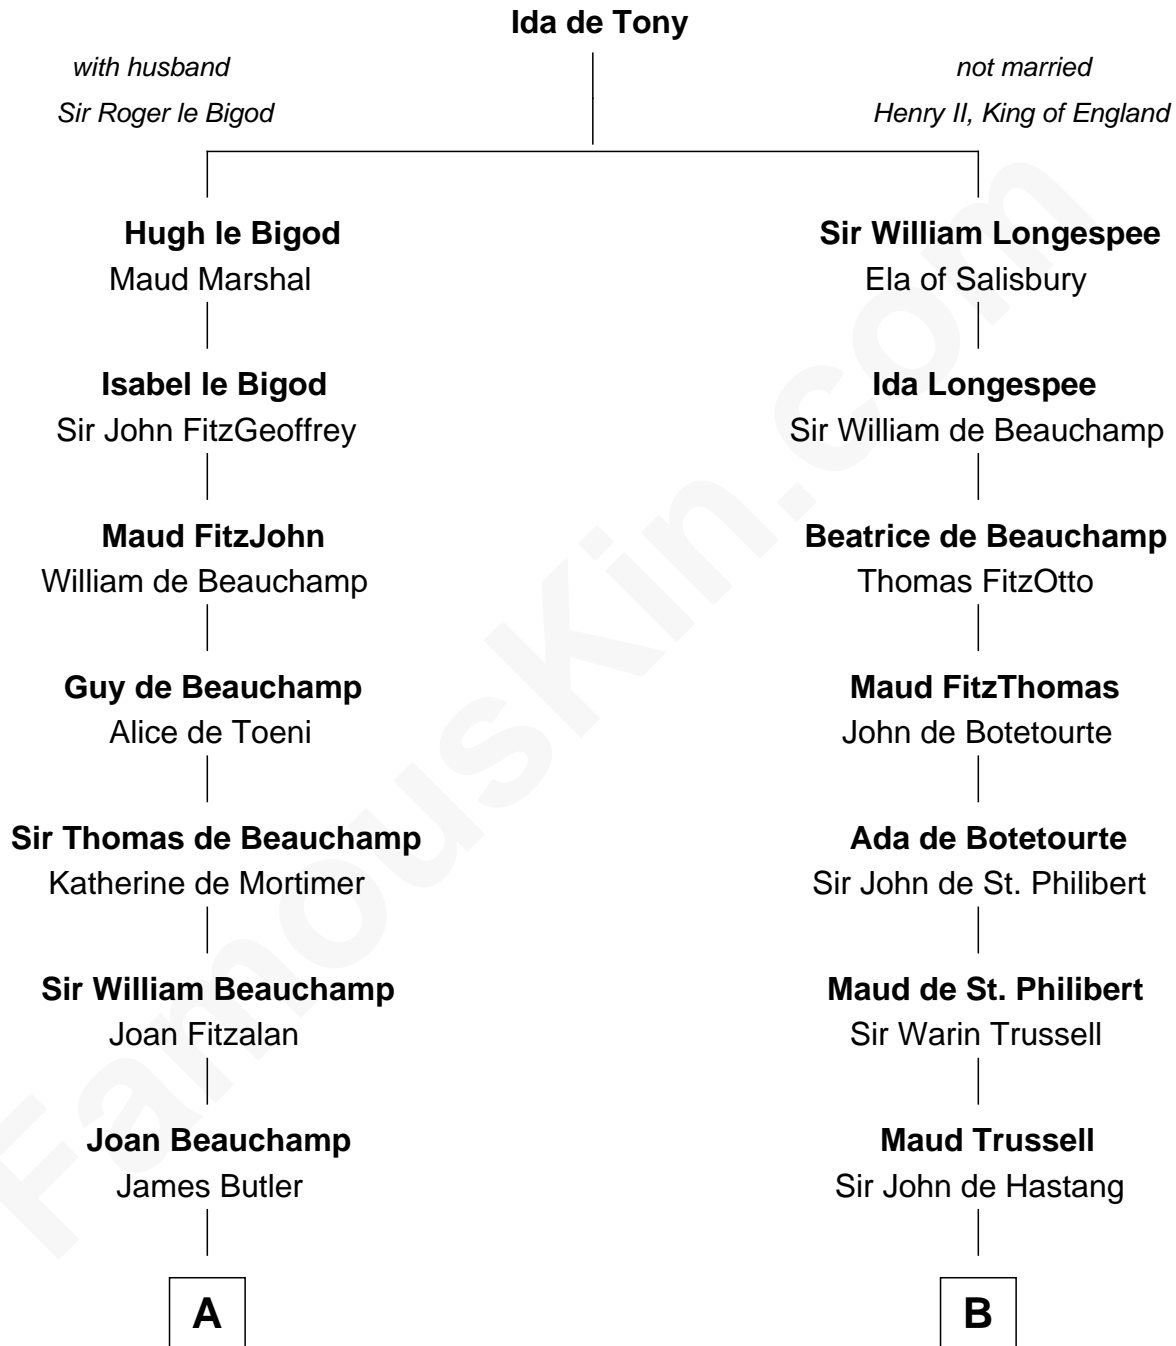 Ida de Tony
with husband
Sir Roger le Bigod
not married
Henry II, King of England
Hugh le Bigod
Maud Marshal
Sir William Longespee
Ela of Salisbury
Isabel le Bigod
Sir John FitzGeoffrey
Ida Longespee
Sir William de Beauchamp
Maud FitzJohn
William de Beauchamp
Beatrice de Beauchamp
Thomas FitzOtto
Guy de Beauchamp
Alice de Toeni
Maud FitzThomas
John de Botetourte
Sir Thomas de Beauchamp
Katherine de Mortimer
Ada de Botetourte
Sir John de St. Philibert
Sir William Beauchamp
Joan Fitzalan
Maud de St. Philibert
Sir Warin Trussell
Joan Beauchamp
James Butler
Maud Trussell
Sir John de Hastang
A
B
FamousKin.com